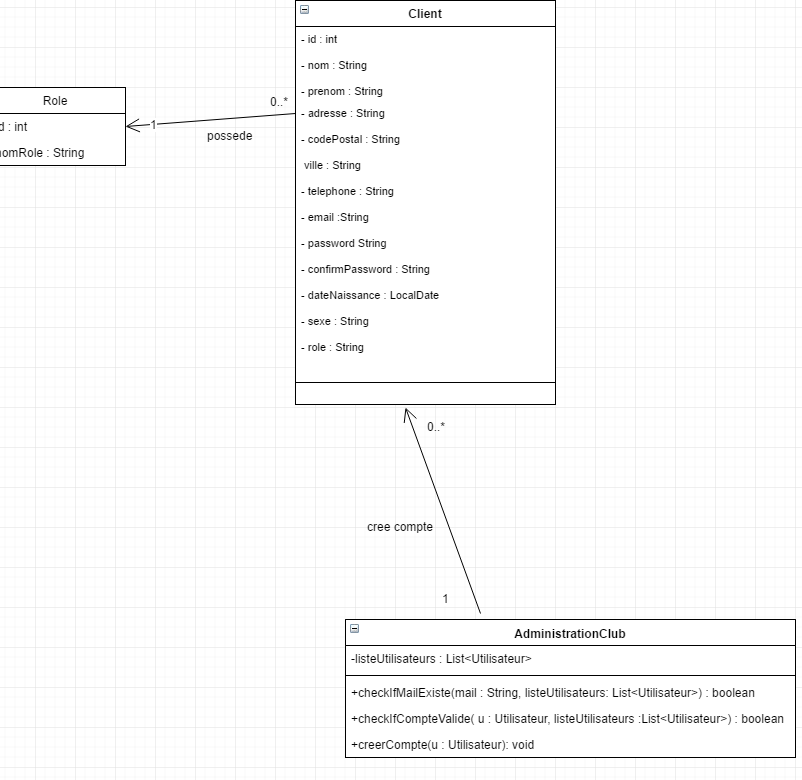 Client
- id : int
- nom : String
- prenom : String
- adresse : String
- codePostal : String
ville : String
- telephone : String
- email :String
- password String
- confirmPassword : String
- dateNaissance : LocalDate
- sexe : String
- role : String
Role
d : int
nomRole : String
0..*
1
possede
0..*
cree compte
1
AdministrationClub
-listeUtilisateurs : List<Utilisateur>
+checkIfMailExiste(mail : String, listeUtilisateurs: List<Utilisateur>) : boolean
+checkIfCompteValide( u : Utilisateur, listeUtilisateurs :List<Utilisateur>) : boolean
+creerCompte(u : Utilisateur): void